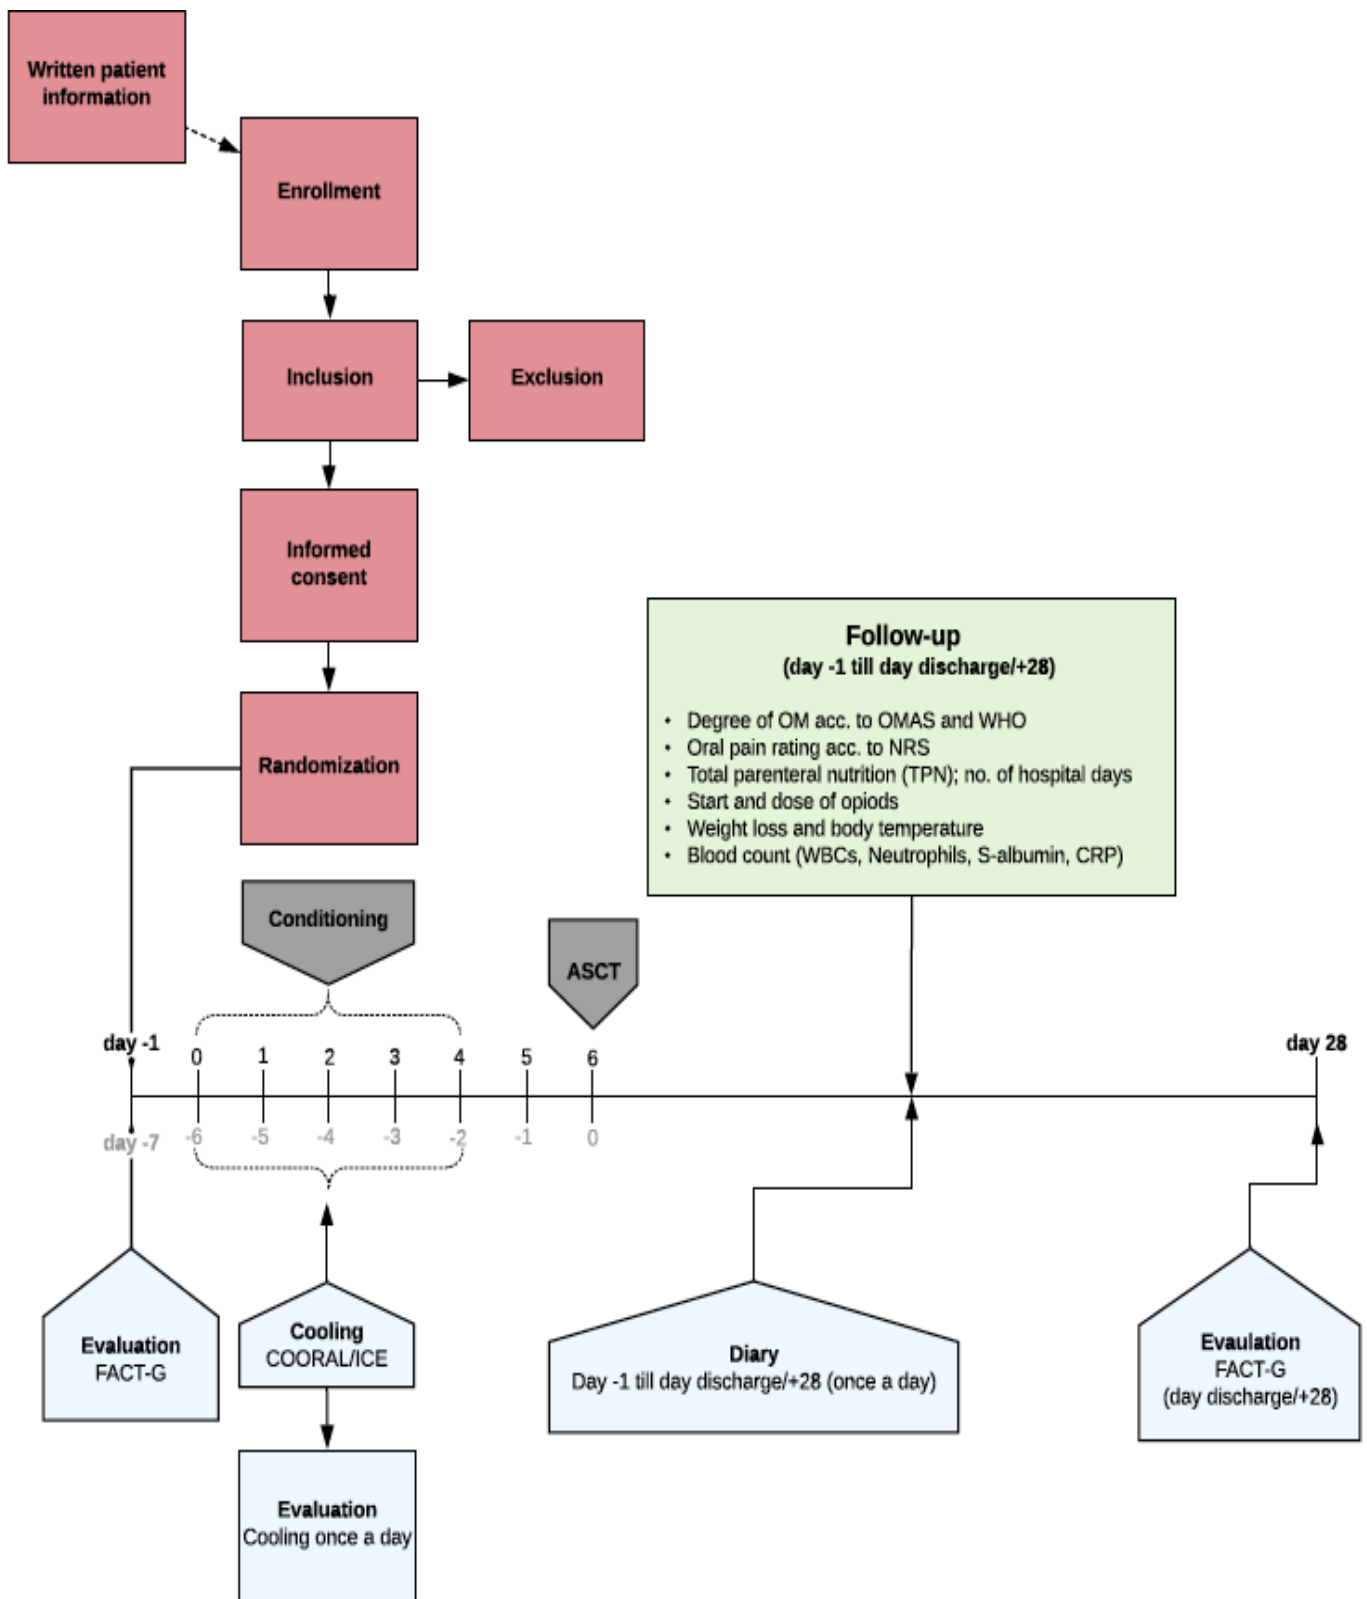 Written patient
information
Enrollment
Inclusion
Exclusion
Informed
consent
Randomization
Follow-up
(day -1 till day discharge/+28)
• Degree of OM acc. to OMAS and WHO
• Oral pain rating acc. to NRS
• Total parenteral nutrition (TPN); no. of hospital days
• Start and dose of opiods
• Weight loss and body temperature
• Blood count (WBCs, Neutrophils, S-albumin, CRP)
Conditioning
ASCT
day -1 0 1 2 3 4 5 6 day 28
day -7 -6 -5 -4 -3 -2 -1 0
Evaluation
FACT-G
Cooling
COORAL/ICE
Evaluation
Cooling once a day
Diary
Day -1 till day discharge/+28 (once a day)
Evaulation
FACT-G
(day discharge/+28)